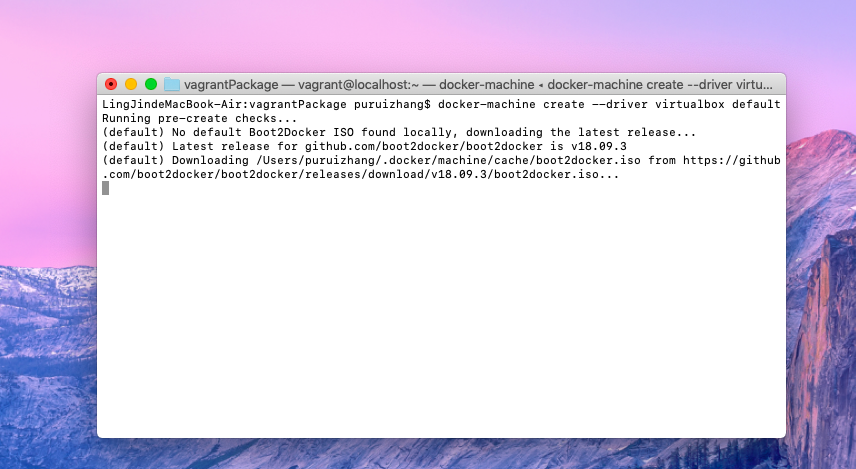 vagrantPackage — vagrant@localhost:~ — docker-machine ◂ docker-machine create --driver virtu...
LingJindeMacBook-Air:vagrantPackage puruizhang$ docker-machine create --driver virtualbox default
Running pre-create checks...
(default) No default Boot2Docker ISO found locally, downloading the latest release...
(default) Latest release for github.com/boot2docker/boot2docker is v18.09.3
(default) Downloading /Users/puruizhang/.docker/machine/cache/boot2docker.iso from https://github
.com/boot2docker/boot2docker/releases/download/v18.09.3/boot2docker.iso...